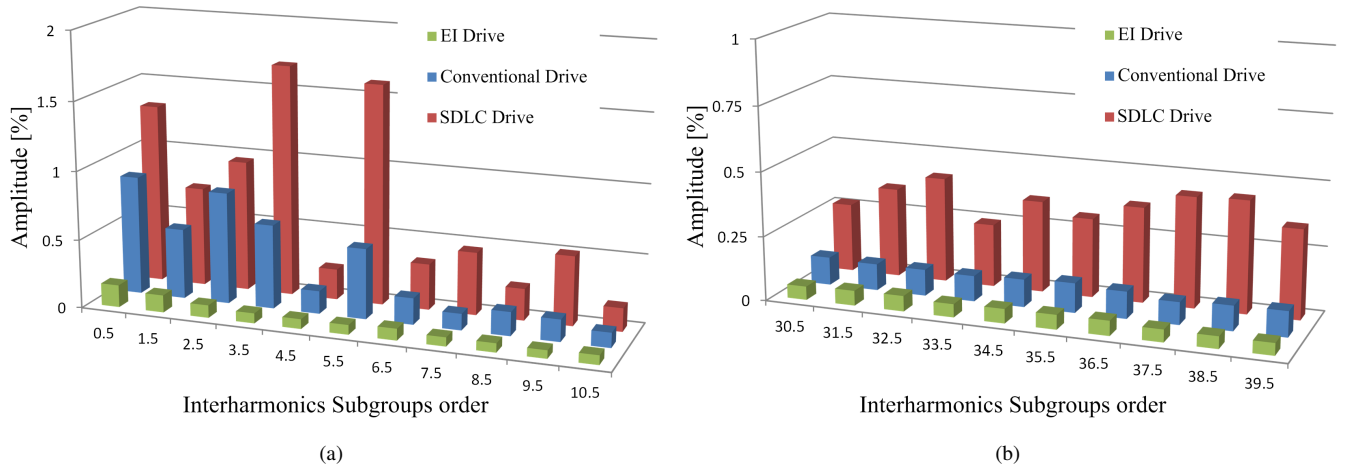 2
1.5
1
0.5
0
Amplitude [%]
EI Drive
Conventional Drive
SDLC Drive
0.5 1.5 2.5 3.5 4.5 5.5 6.5 7.5 8.5 9.5 10.5
Interharmonics Subgroups order
(a)
1
0.75
0.5
0.25
0
Amplitude [%]
EI Drive
Conventional Drive
SDLC Drive
30.5 31.5 32.5 33.5 34.5 35.5 36.5 37.5 38.5 39.5
Interharmonics Subgroups order
(b)